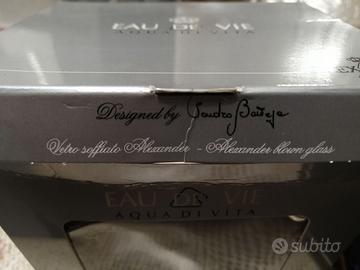 EAU DE VIE
AQUA DI VITA
Designed by Sandro Bottega
Vetro soffiato Alexander - Alexander blown glass
EAU DE VIE
AQUA DI VITA
subito